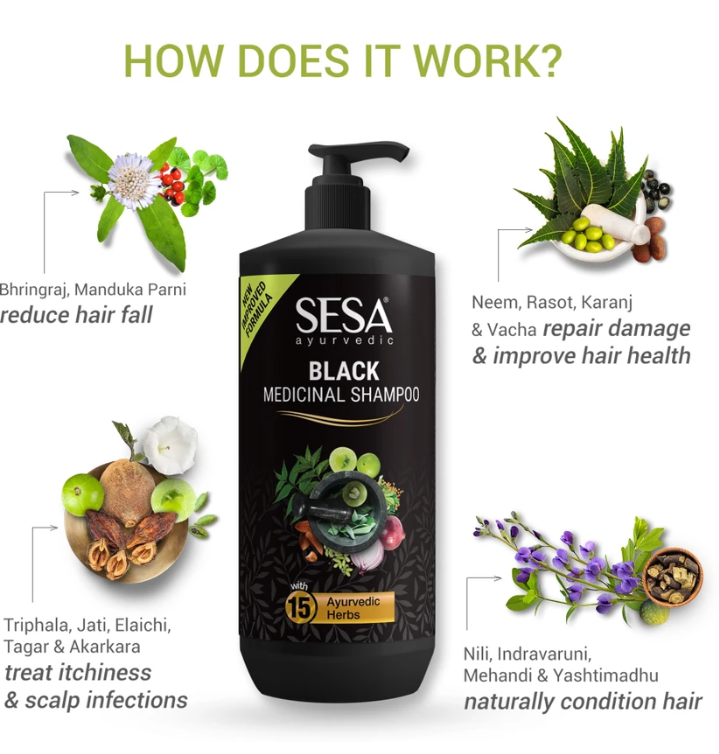 HOW DOES IT WORK?
Bhringraj, Manduka Parni
reduce hair fall
Neem, Rasot, Karanj
& Vacha repair damage
& improve hair health
NEW
IMPROVED
FORMULA
SESA®
ayurvedic
BLACK
MEDICINAL SHAMPOO
with
15 Ayurvedic
Herbs
Triphala, Jati, Elaichi,
Tagar & Akarkara
treat itchiness
& scalp infections
Nili, Indravaruni,
Mehandi & Yashtimadhu
naturally condition hair